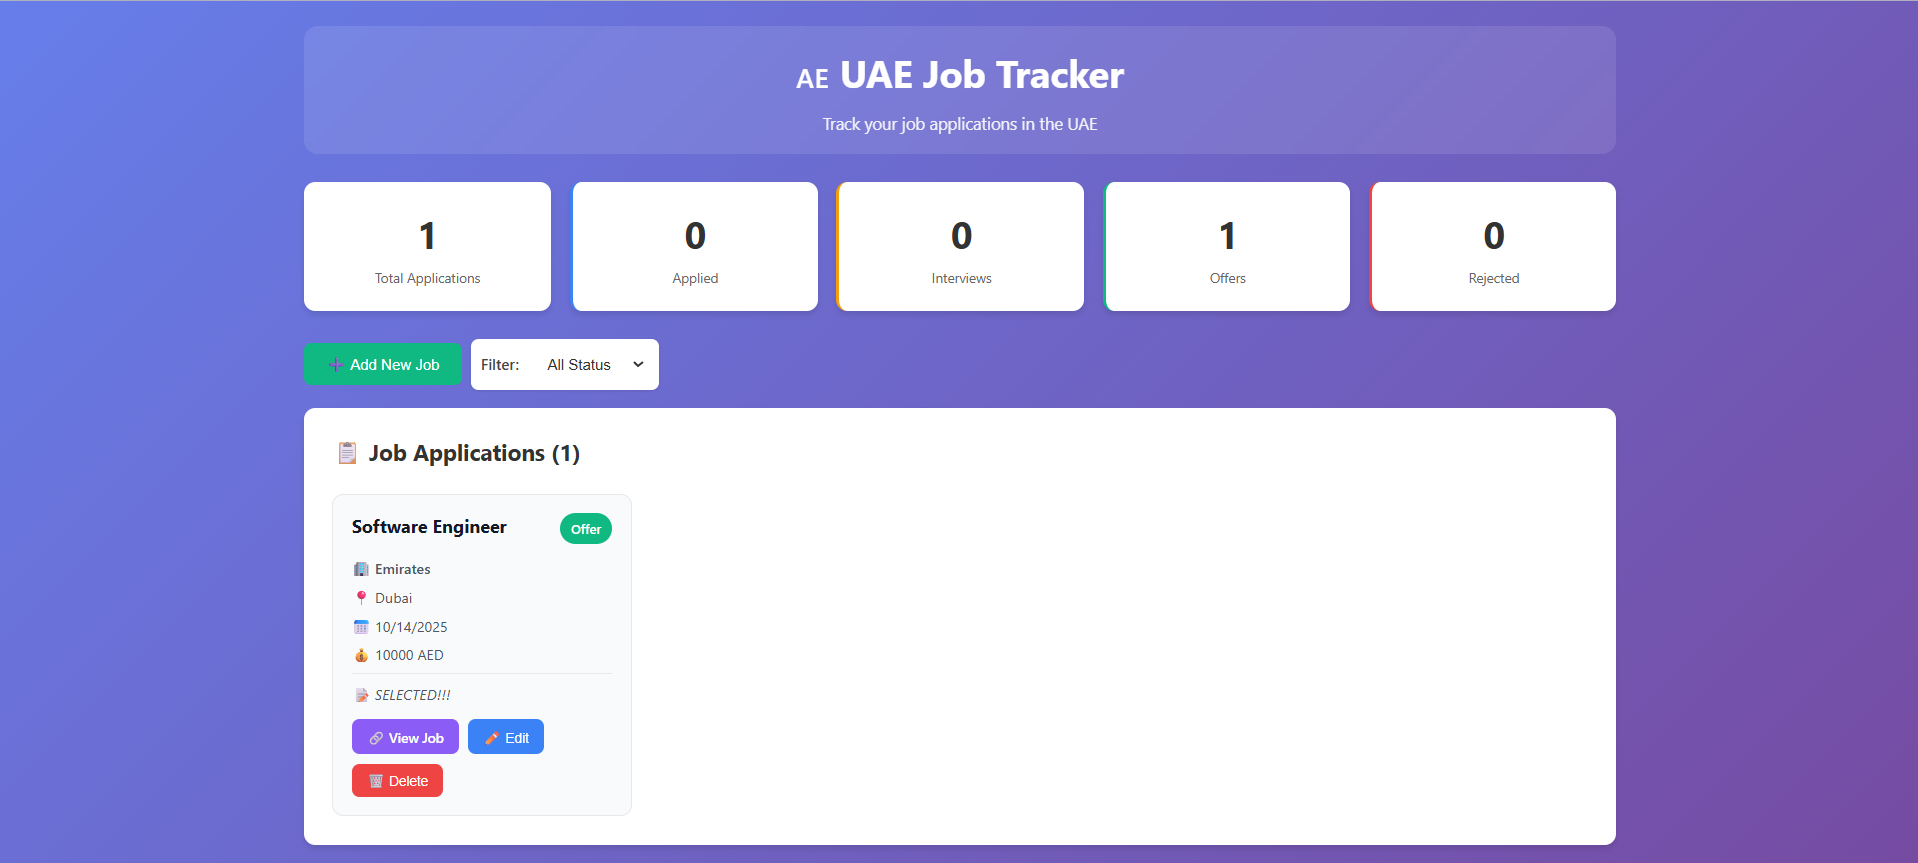 AE UAE Job Tracker
Track your job applications in the UAE
1
Total Applications
0
Applied
0
Interviews
1
Offers
0
Rejected
Add New Job
Filter: All Status
Job Applications (1)
Software Engineer
Offer
Emirates
Dubai
10/14/2025
10000 AED
SELECTED!!!
View Job
Edit
Delete